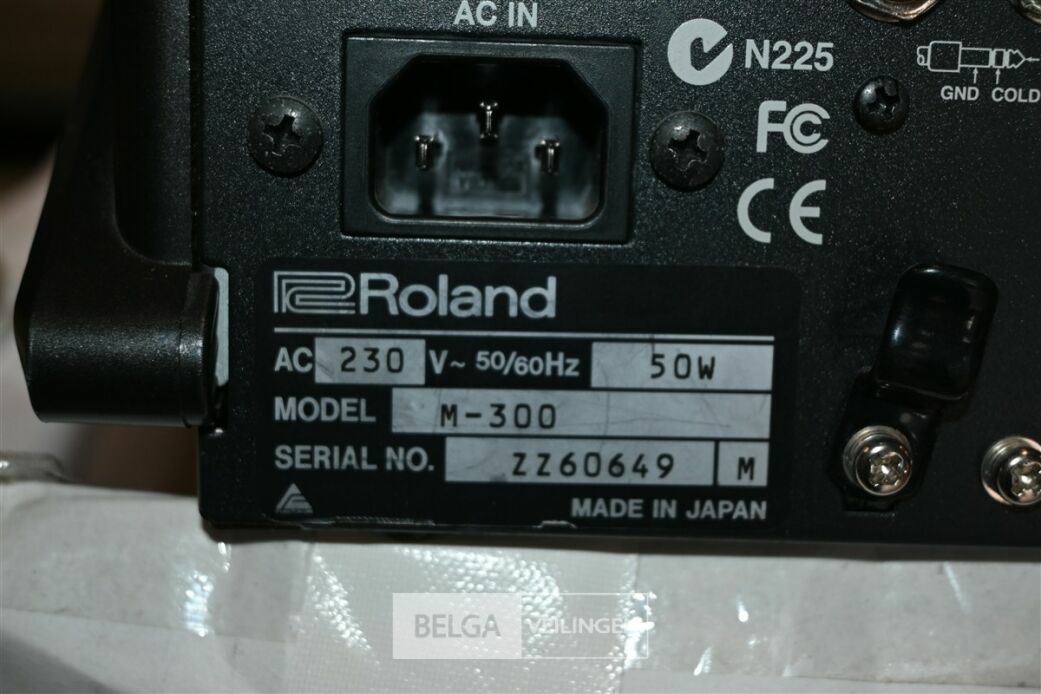 AC IN
N225
GND COLD
FC
CE
Roland
AC 230 V~ 50/60Hz 50W
MODEL M-300
SERIAL NO. ZZ60649 M
MADE IN JAPAN
BELGA VEILINGEN